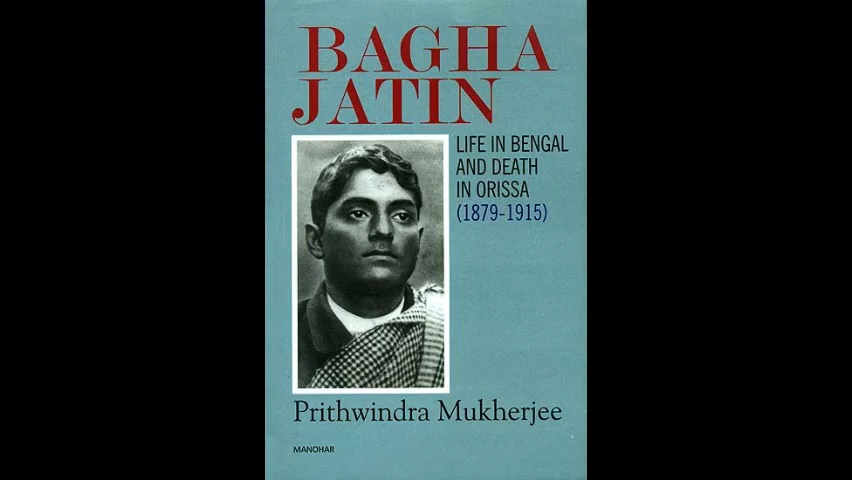 BAGHA
JATIN
LIFE IN BENGAL
AND DEATH
IN ORISSA
(1879-1915)
Prithwindra Mukherjee
MANOHAR